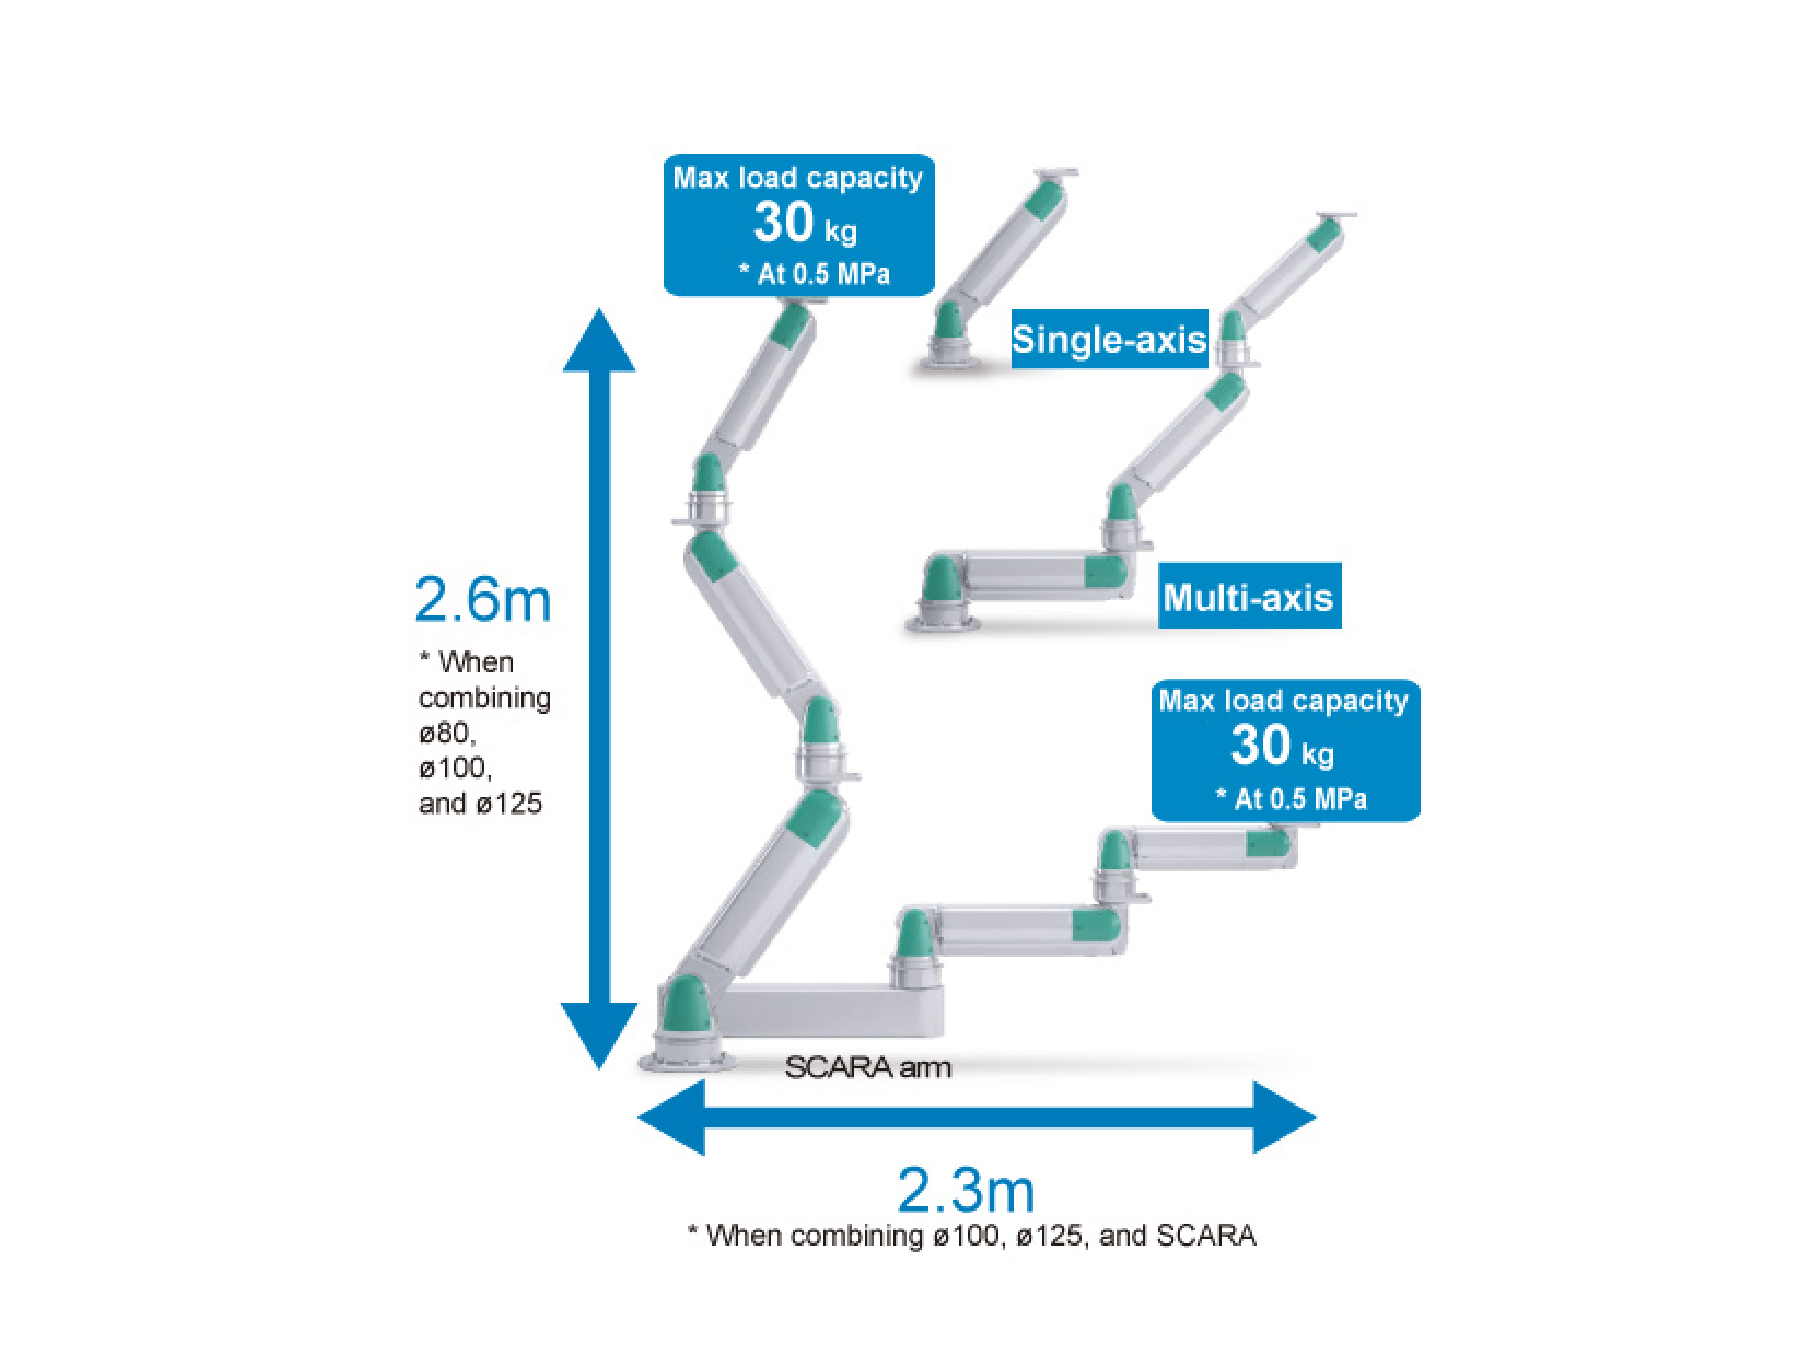 Max load capacity
30 kg
* At 0.5 MPa
Single-axis
2.6m
* When
combining
ø80,
ø100,
and ø125
Multi-axis
Max load capacity
30 kg
* At 0.5 MPa
SCARA arm
2.3m
* When combining ø100, ø125, and SCARA